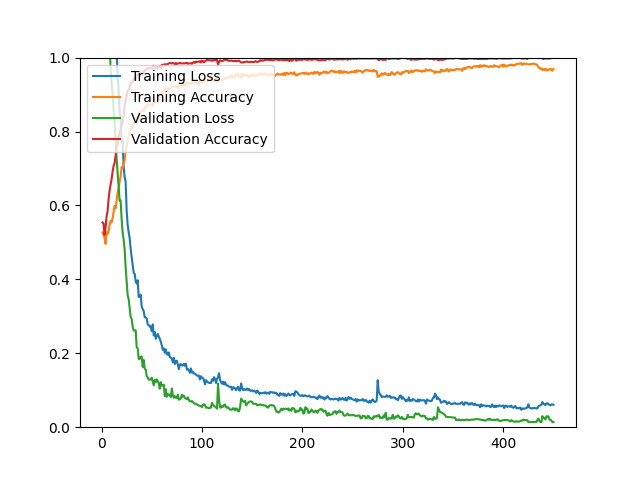 1.0
0.8
0.6
0.4
0.2
0.0
Training Loss
Training Accuracy
Validation Loss
Validation Accuracy
0 100 200 300 400